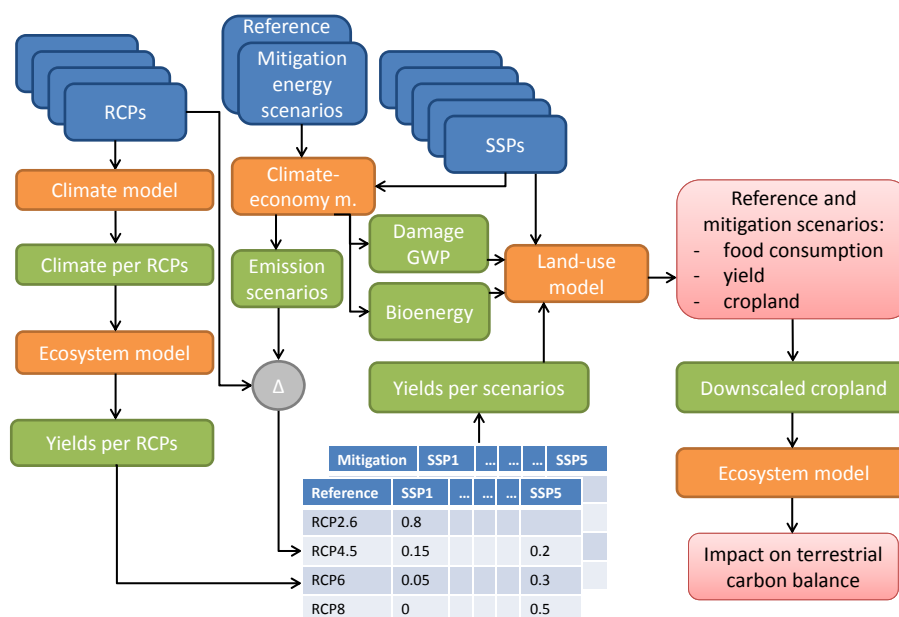 Reference
Mitigation
energy
scenarios
RCPs
SSPs
Climate model
Climate-
economy m.
Climate per RCPs
Emission
scenarios
Damage
GWP
Bioenergy
Land-use
model
Reference and
mitigation scenarios:
- food consumption
- yield
- cropland
Ecosystem model
Δ
Yields per scenarios
Downscaled cropland
Yields per RCPs
Mitigation SSP1 ... ... ... SSP5
Reference SSP1 ... ... ... SSP5
RCP2.6 0.8
RCP4.5 0.15 0.2
RCP6 0.05 0.3
RCP8 0 0.5
Ecosystem model
Impact on terrestrial
carbon balance